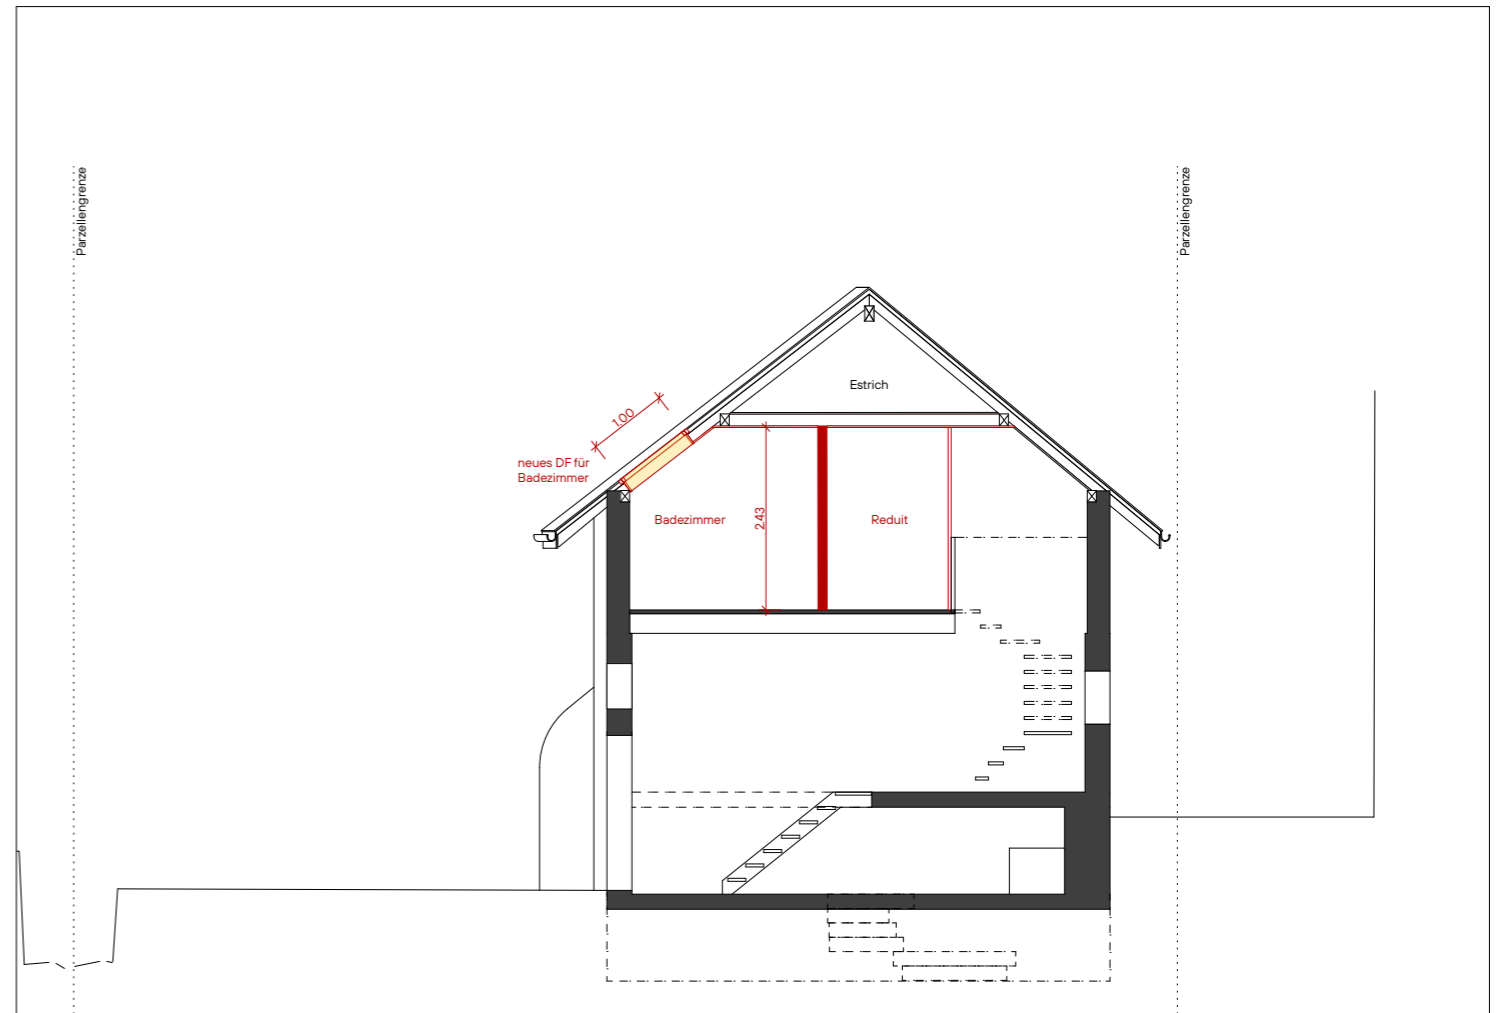 Parzellengrenze
Parzellengrenze
Estrich
1.00
neues DF für
Badezimmer
Badezimmer
2.43
Reduit